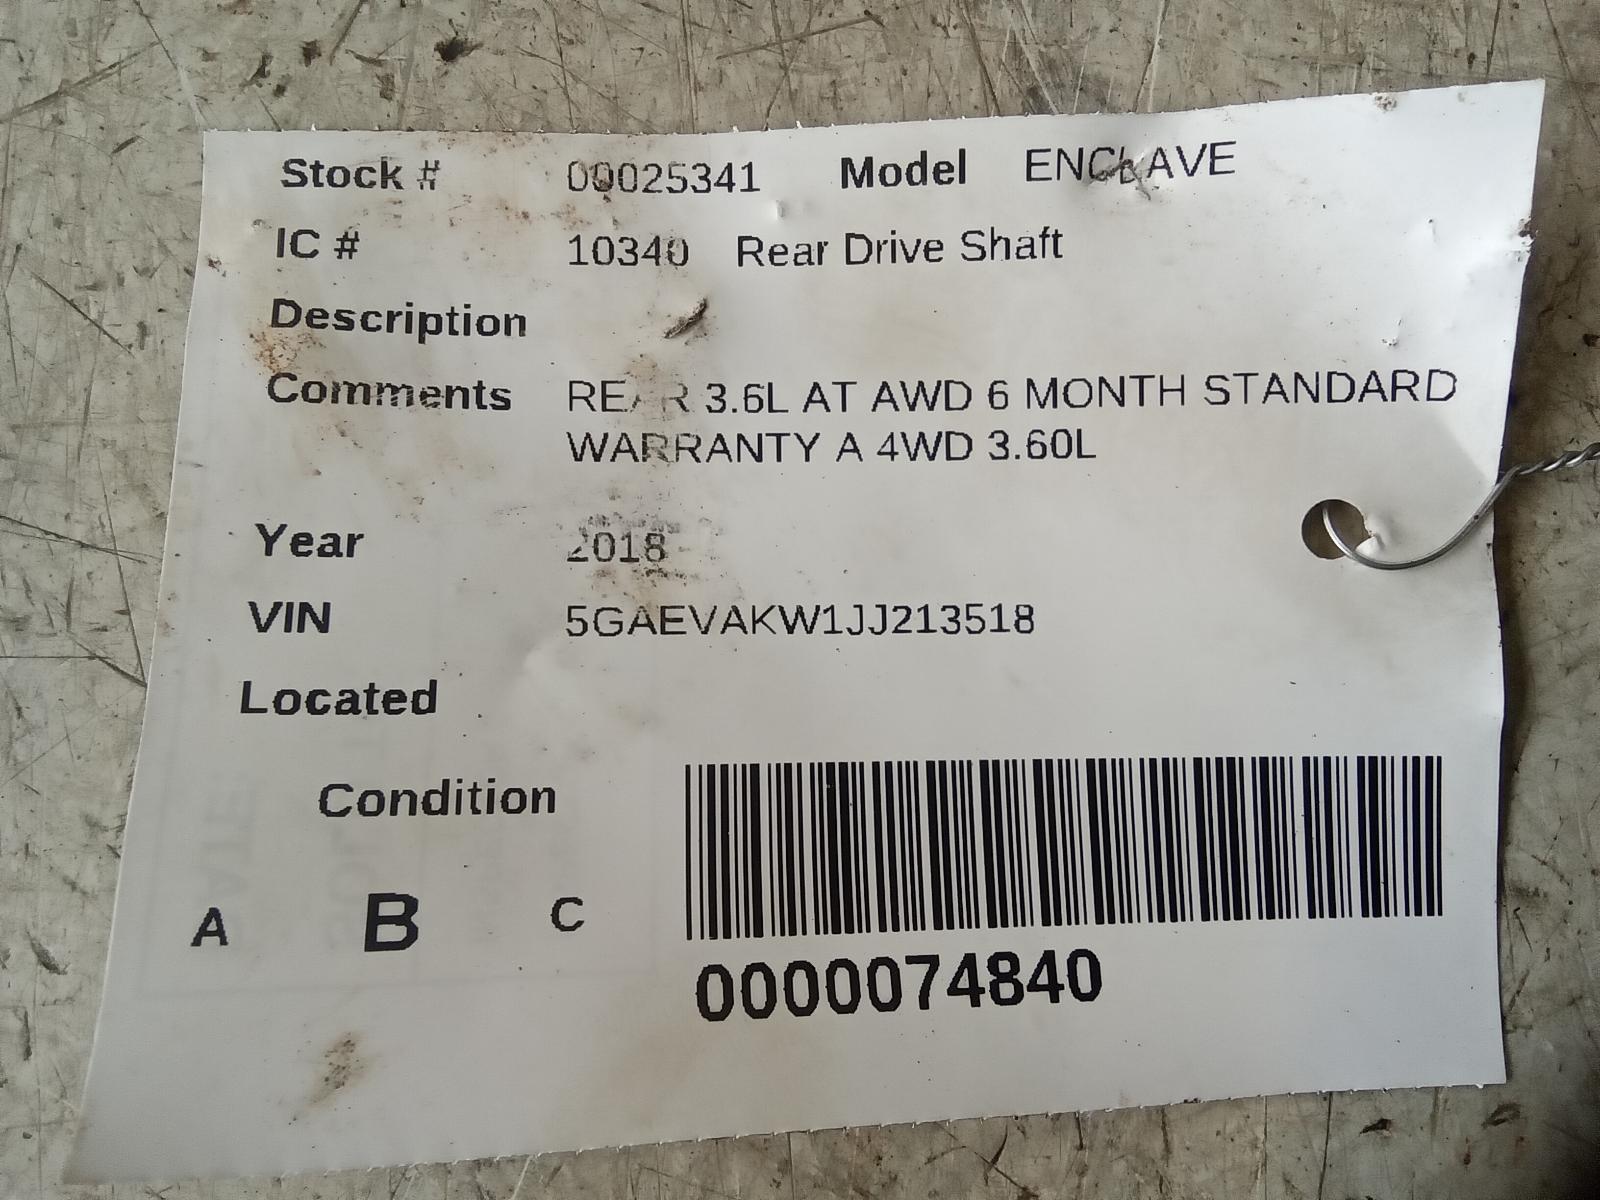 Stock # 00025341 Model ENCLAVE
IC # 10340 Rear Drive Shaft
Description
Comments REAR 3.6L AT AWD 6 MONTH STANDARD
WARRANTY A 4WD 3.60L
Year 2018
VIN 5GAEVAKW1JJ213518
Located
Condition
A B C
0000074840